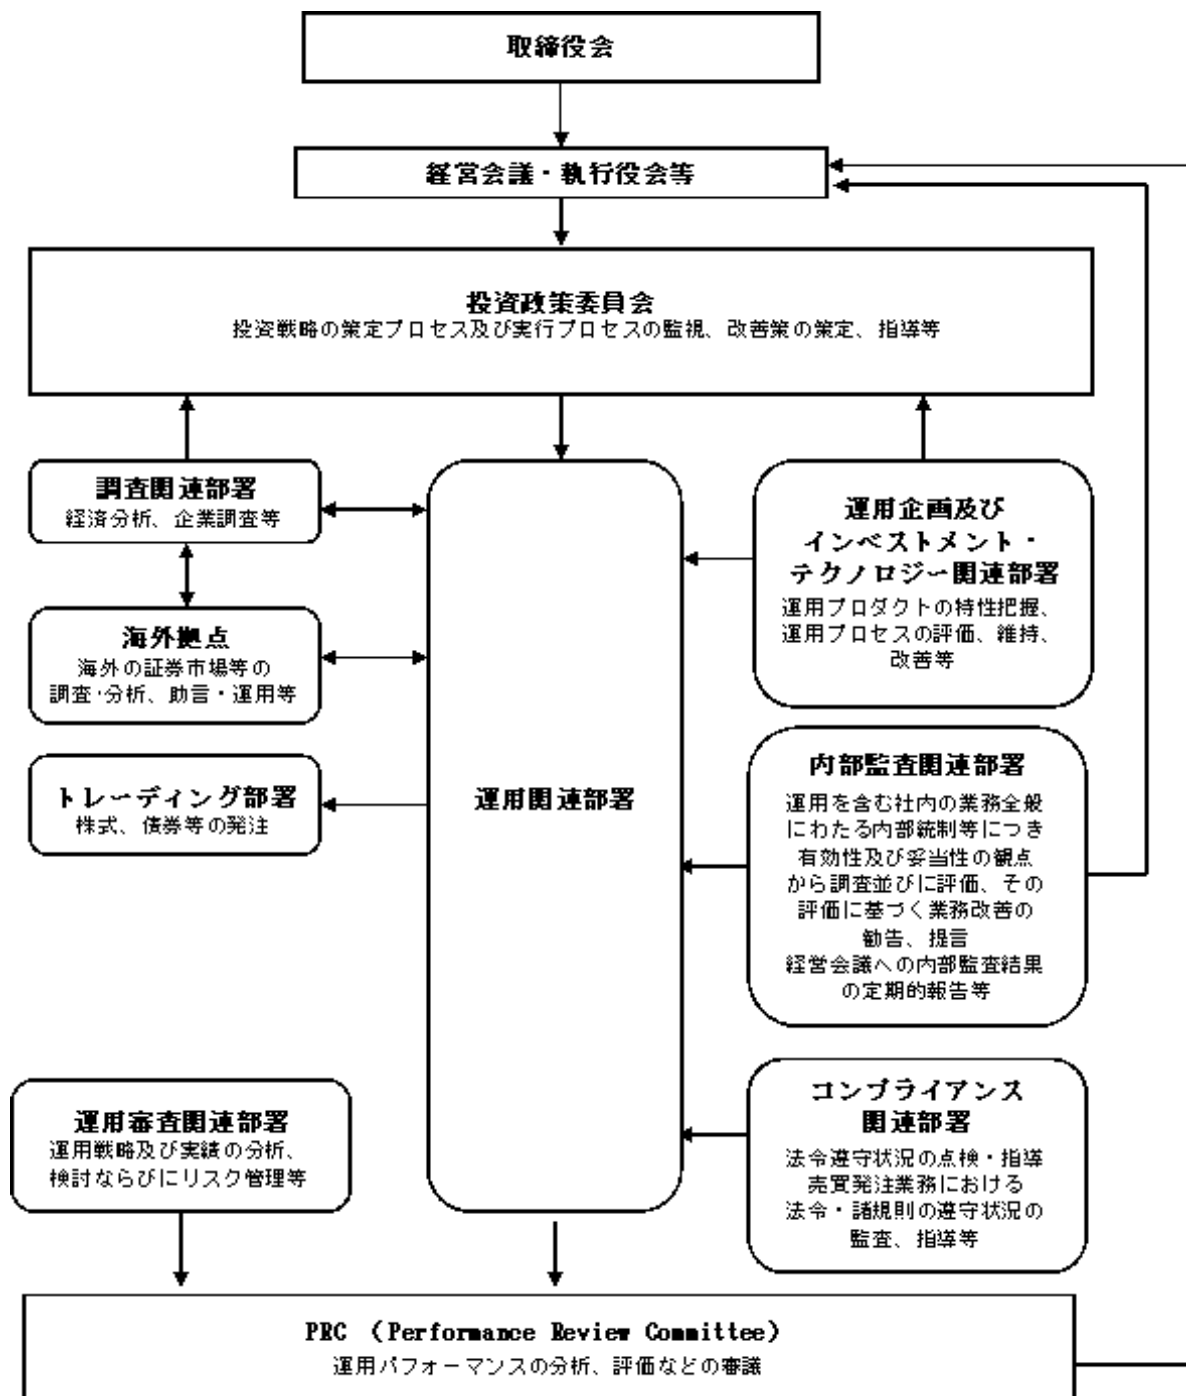 取締役会
経営会議・執行役会等
投資政策委員会
投資戦略の策定プロセス及び実行プロセスの監視、改善策の策定、指導等
調査関連部署
経済分析、企業調査等
海外拠点
海外の証券市場等の
調査・分析、助言・運用等
トレーディング部署
株式、債券等の発注
運用関連部署
運用企画及び
インベストメント・
テクノロジー関連部署
運用プロダクトの特性把握、
運用プロセスの評価、維持、
改善等
内部監査関連部署
運用を含む社内の業務全般
にわたる内部統制等につき
有効性及び妥当性の観点
から調査並びに評価、その
評価に基づく業務改善の
勧告、提言
経営会議への内部監査結果
の定期的報告等
コンプライアンス
関連部署
法令遵守状況の点検・指導
売買発注業務における
法令・諸規則の遵守状況の
監査、指導等
運用審査関連部署
運用戦略及び実績の分析、
検討ならびにリスク管理等
PRC （Performance Review Committee）
運用パフォーマンスの分析、評価などの審議